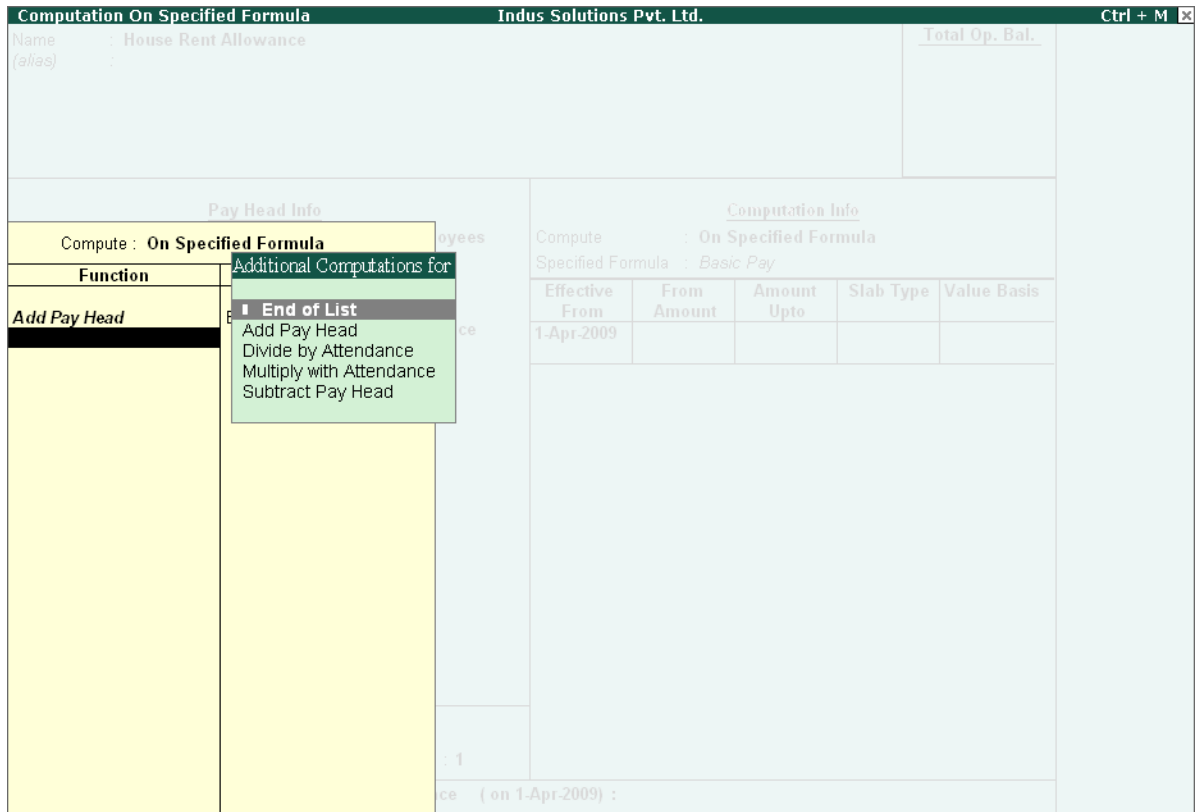 Computation On Specified Formula Indus Solutions Pvt. Ltd. Ctrl + M
Name : House Rent Allowance Total Op. Bal.
(alias) :
Pay Head Info Computation Info
Compute : On Specified Formula oyees Compute : On Specified Formula
Additional Computations for Specified Formula : Basic Pay
Function
Effective From From Amount Amount Upto Slab Type Value Basis
End of List
Add Pay Head E
Add Pay Head ce 1-Apr-2009
Divide by Attendance
Multiply with Attendance
Subtract Pay Head
: 1
ce ( on 1-Apr-2009) :